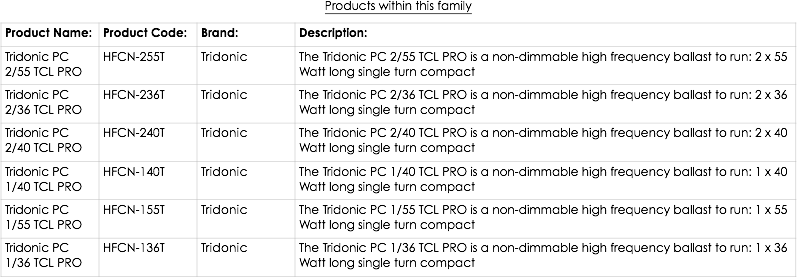 Products within this family
Product Name: Product Code: Brand: Description:
Tridonic PC HFCN-255T Tridonic The Tridonic PC 2/55 TCL PRO is a non-dimmable high frequency ballast to run: 2 x 55
2/55 TCL PRO Watt long single turn compact
Tridonic PC HFCN-236T Tridonic The Tridonic PC 2/36 TCL PRO is a non-dimmable high frequency ballast to run: 2 x 36
2/36 TCL PRO Watt long single turn compact
Tridonic PC HFCN-240T Tridonic The Tridonic PC 2/40 TCL PRO is a non-dimmable high frequency ballast to run: 2 x 40
2/40 TCL PRO Watt long single turn compact
Tridonic PC HFCN-140T Tridonic The Tridonic PC 1/40 TCL PRO is a non-dimmable high frequency ballast to run: 1 x 40
1/40 TCL PRO Watt long single turn compact
Tridonic PC HFCN-155T Tridonic The Tridonic PC 1/55 TCL PRO is a non-dimmable high frequency ballast to run: 1 x 55
1/55 TCL PRO Watt long single turn compact
Tridonic PC HFCN-136T Tridonic The Tridonic PC 1/36 TCL PRO is a non-dimmable high frequency ballast to run: 1 x 36
1/36 TCL PRO Watt long single turn compact